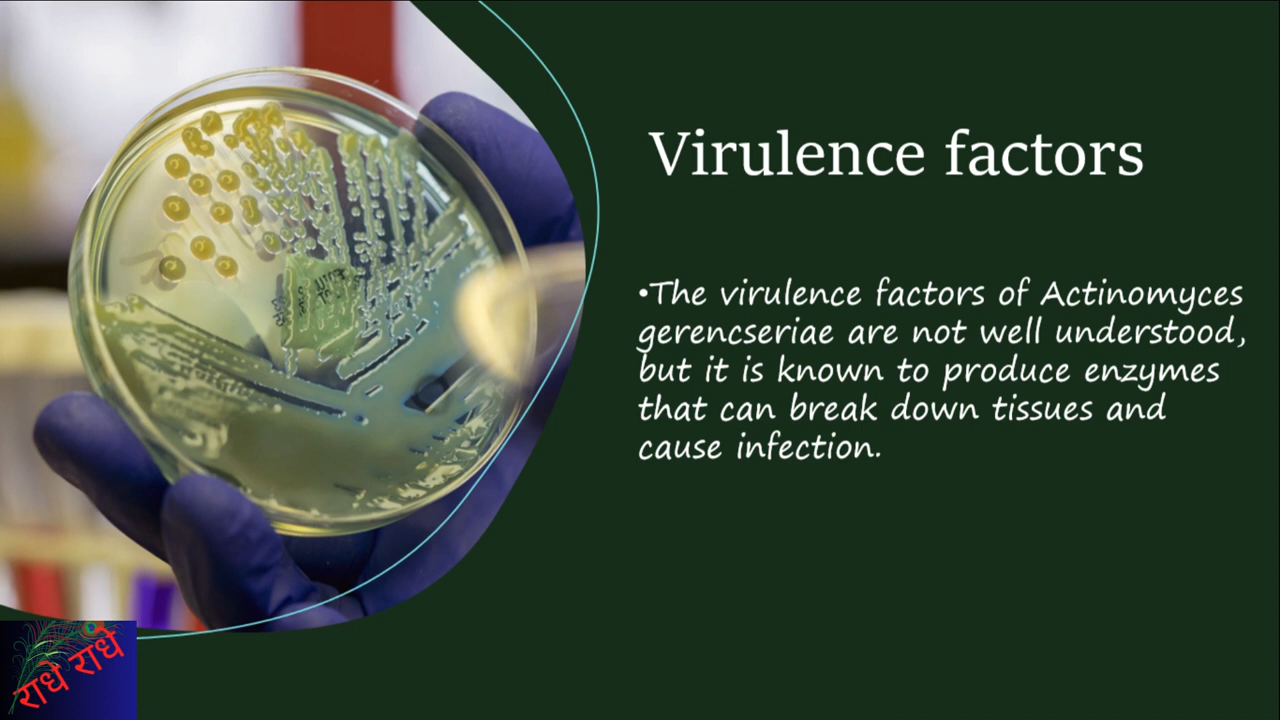 Virulence factors
•The virulence factors of Actinomyces
gerencseriae are not well understood,
but it is known to produce enzymes
that can break down tissues and
cause infection.
राधे राधे